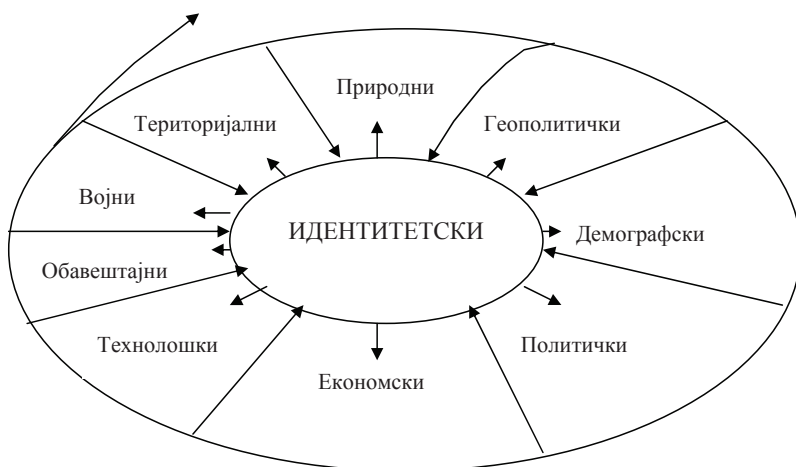 Природни
Територијални
Геополитички
Војни
ИДЕНТИТЕТСКИ
Демографски
Обавештајни
Технолошки
Политички
Економски